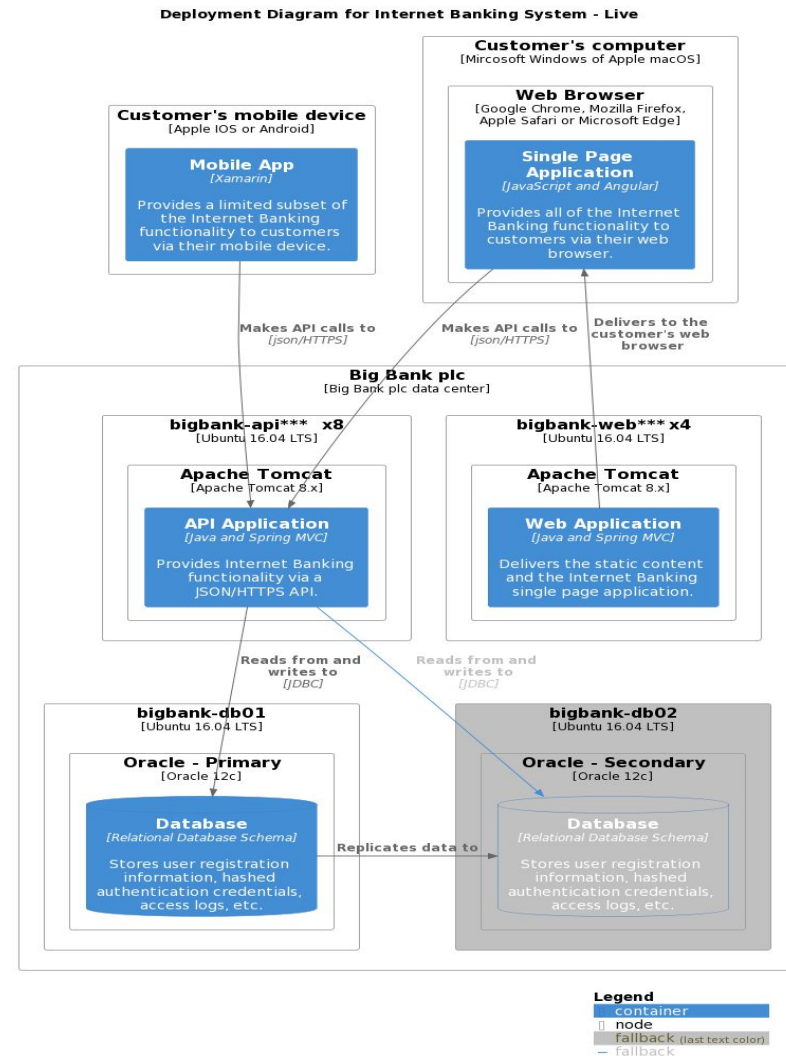 Deployment Diagram for Internet Banking System - Live
Customer's computer
[Mircosoft Windows of Apple macOS]
Web Browser
[Google Chrome, Mozilla Firefox,
Apple Safari or Microsoft Edge]
Single Page
Application
[JavaScript and Angular]
Provides all of the Internet
Banking functionality to
customers via their web
browser.
Customer's mobile device
[Apple IOS or Android]
Mobile App
[Xamarin]
Provides a limited subset of
the Internet Banking
functionality to customers
via their mobile device.
Makes API calls to
[json/HTTPS]
Makes API calls to
[json/HTTPS]
Delivers to the
customer's web
browser
Big Bank plc
[Big Bank plc data center]
bigbank-api*** x8
[Ubuntu 16.04 LTS]
Apache Tomcat
[Apache Tomcat 8.x]
API Application
[Java and Spring MVC]
Provides Internet Banking
functionality via a
JSON/HTTPS API.
bigbank-web*** x4
[Ubuntu 16.04 LTS]
Apache Tomcat
[Apache Tomcat 8.x]
Web Application
[Java and Spring MVC]
Delivers the static content
and the Internet Banking
single page application.
Reads from and
writes to
[JDBC]
Reads from and
writes to
[JDBC]
bigbank-db01
[Ubuntu 16.04 LTS]
Oracle - Primary
[Oracle 12c]
Database
[Relational Database Schema]
Stores user registration
information, hashed
authentication credentials,
access logs, etc.
Replicates data to
bigbank-db02
[Ubuntu 16.04 LTS]
Oracle - Secondary
[Oracle 12c]
Database
[Relational Database Schema]
Stores user registration
information, hashed
authentication credentials,
access logs, etc.
Legend
container
node
fallback (last text color)
fallback